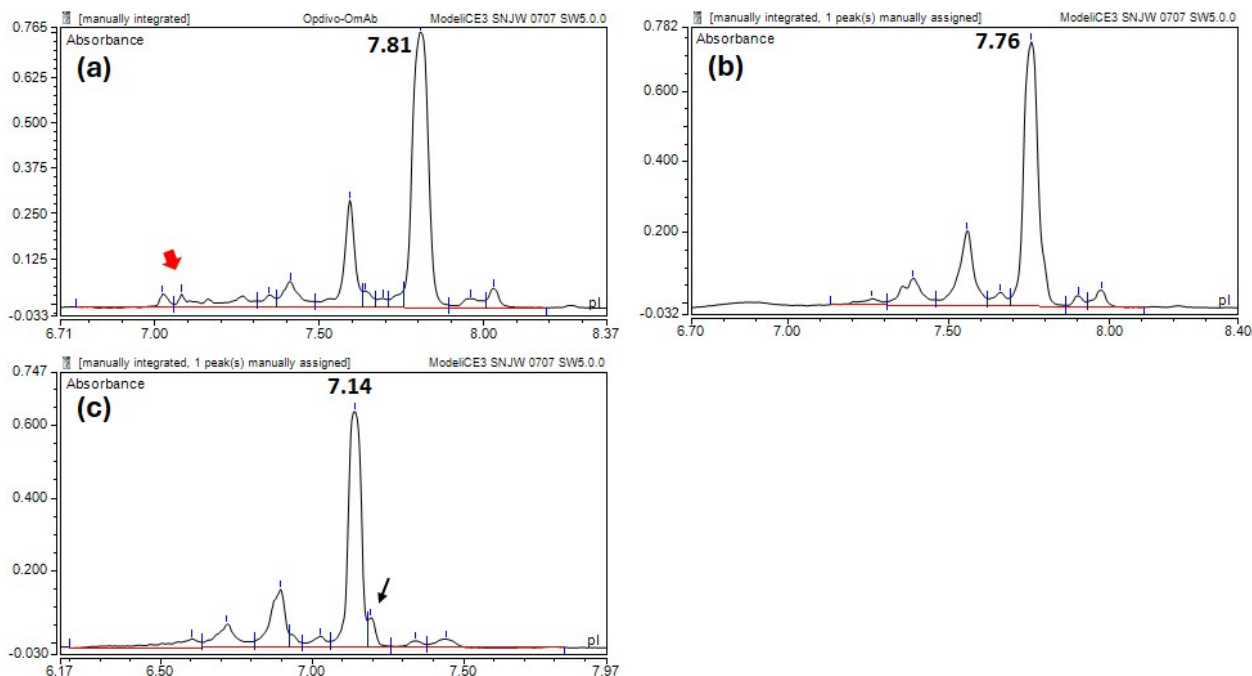 [manually integrated] Opdivo-OmAb ModeliCE3 SNJW 0707 SW5.0.0
0.765
Absorbance
7.81
(a)
0.625
0.500
0.375
0.250
0.125
-0.033
pI
6.71 7.00 7.50 8.00 8.37
[manually integrated, 1 peak(s) manually assigned] ModeliCE3 SNJW 0707 SW5.0.0
0.782
Absorbance
7.76
(b)
0.600
0.400
0.200
-0.032
pI
6.70 7.00 7.50 8.00 8.40
[manually integrated, 1 peak(s) manually assigned] ModeliCE3 SNJW 0707 SW5.0.0
0.747
Absorbance
7.14
(c)
0.600
0.400
0.200
-0.030
pI
6.17 6.50 7.00 7.50 7.97